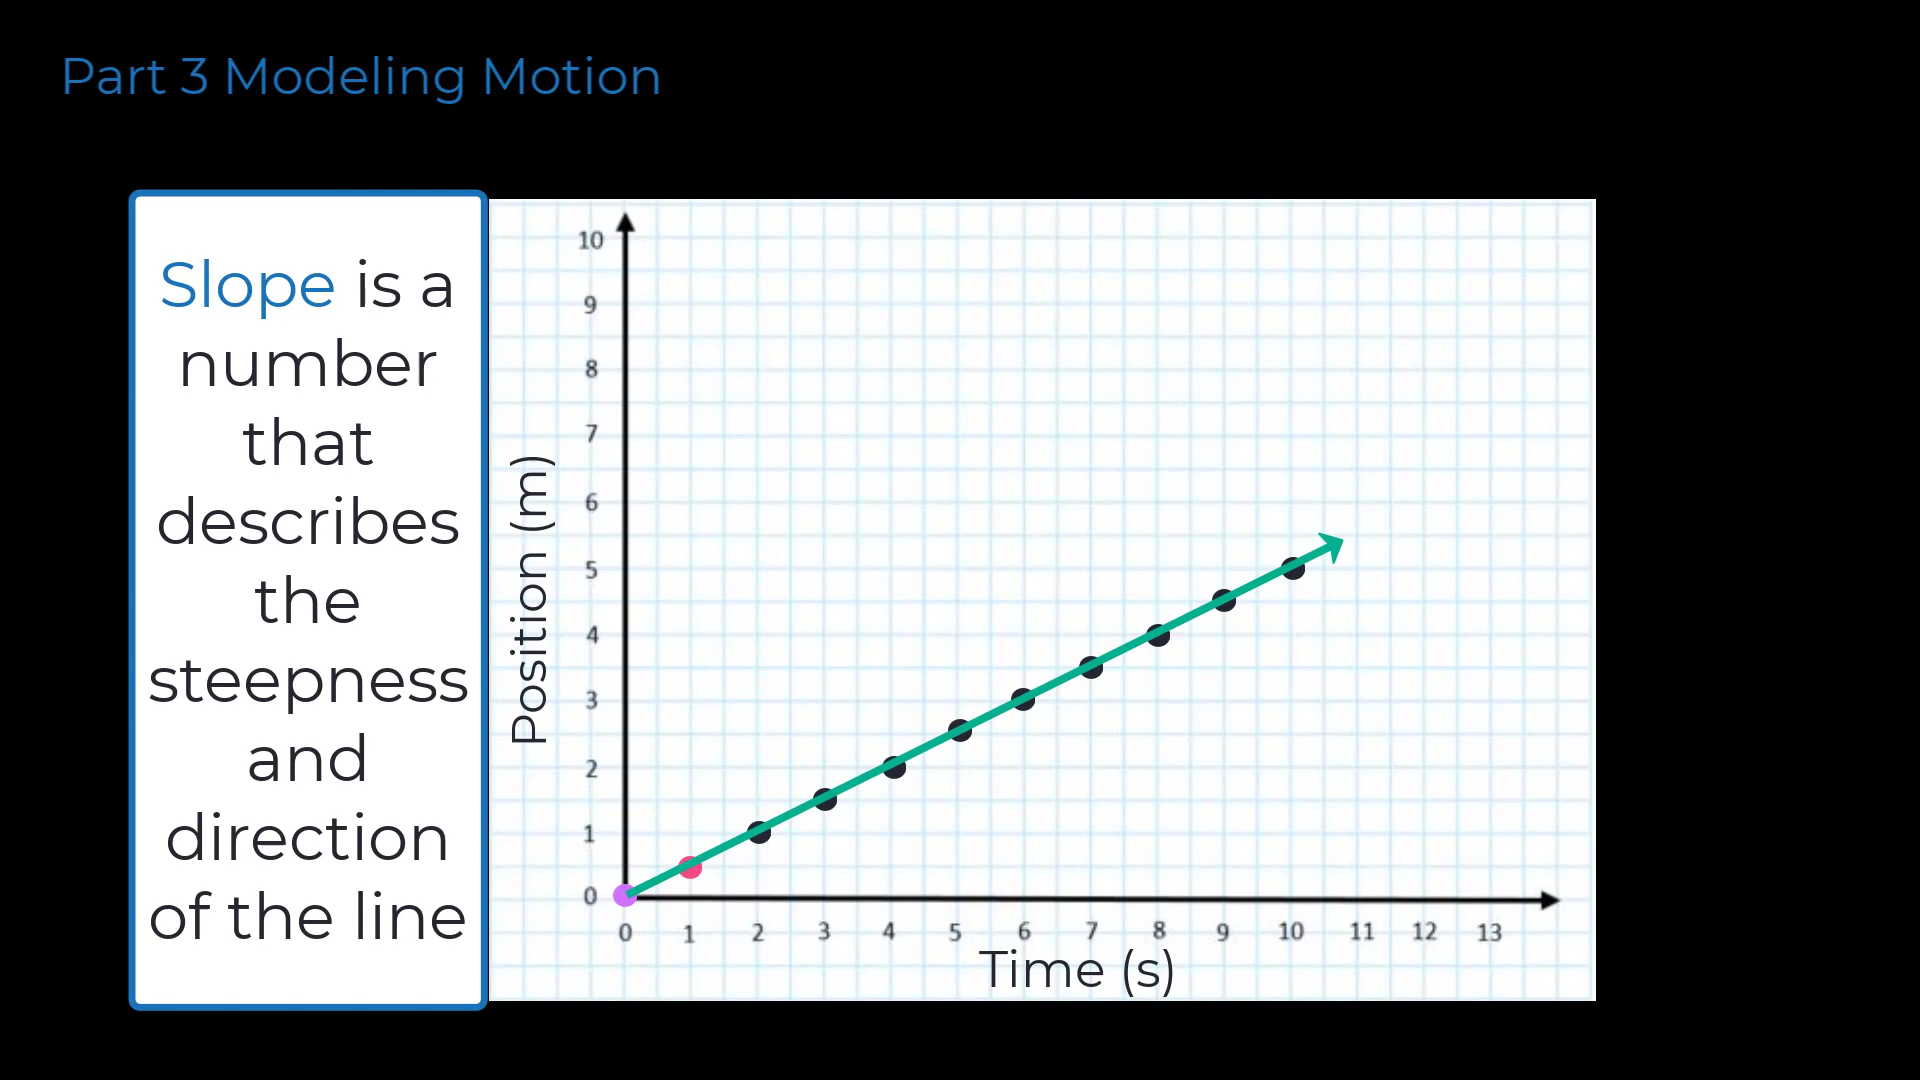 Part 3 Modeling Motion
Slope is a
number
that
describes
the
steepness
and
direction
of the line
Position (m)
10
9
8
7
6
5
4
3
2
1
0
0 1 2 3 4 5 6 7 8 9 10 11 12 13
Time (s)